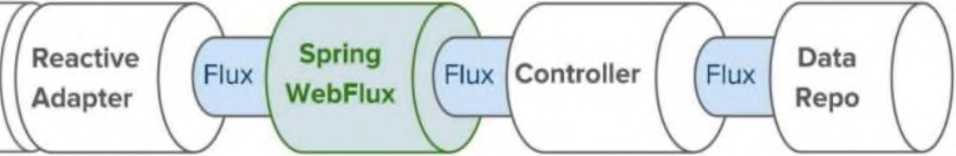 Reactive
Adapter
Flux
Spring
WebFlux
Flux
Controller
Flux
Data
Repo